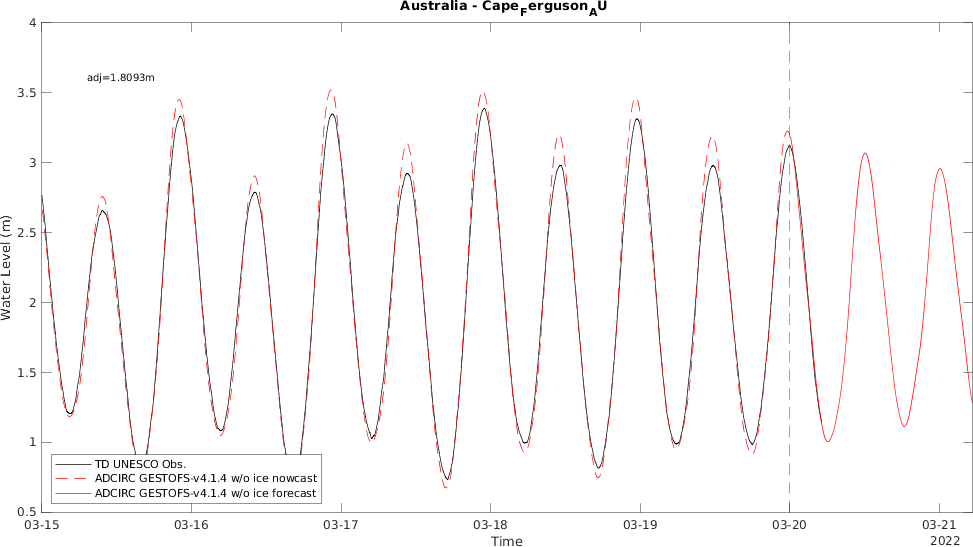 Australia - Cape_Ferguson_AU
4
adj=1.8093m
3.5
3
2.5
2
1.5
1
0.5
Water Level (m)
TD UNESCO Obs.
ADCIRC GESTOFS-v4.1.4 w/o ice nowcast
ADCIRC GESTOFS-v4.1.4 w/o ice forecast
03-15 03-16 03-17 03-18 03-19 03-20 03-21
Time 2022